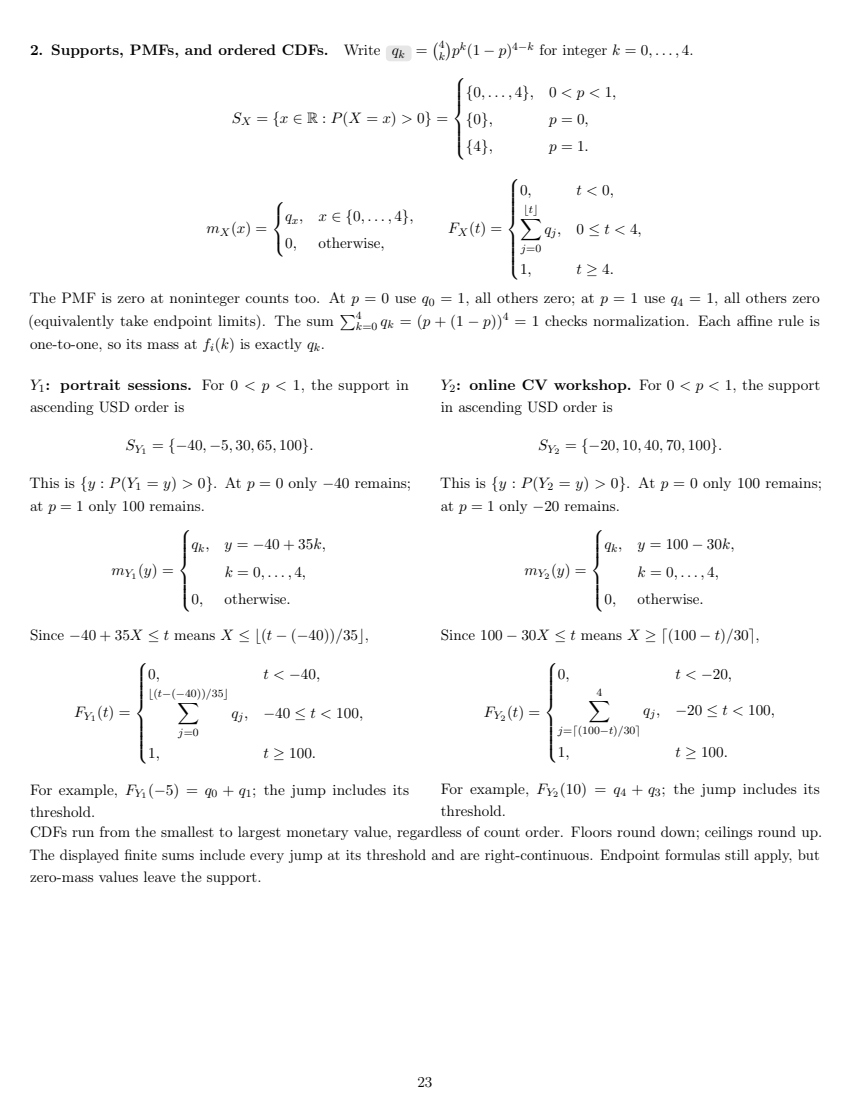 2. Supports, PMFs, and ordered CDFs. Write q_k = \binom{4}{k} p^k (1 − p)^{4−k} for integer k = 0, . . . , 4.
S_X = {x ∈ ℝ : P(X = x) > 0} = { {0, . . . , 4}, 0 < p < 1,
{0}, p = 0,
{4}, p = 1.
m_X(x) = { q_x, x ∈ {0, . . . , 4},
0, otherwise,
F_X(t) = { 0, t < 0,
∑_{j=0}^{⌊t⌋} q_j, 0 ≤ t < 4,
1, t ≥ 4.
The PMF is zero at noninteger counts too. At p = 0 use q_0 = 1, all others zero; at p = 1 use q_4 = 1, all others zero
(equivalently take endpoint limits). The sum ∑_{k=0}^{4} q_k = (p + (1 − p))^4 = 1 checks normalization. Each affine rule is
one-to-one, so its mass at f_i(k) is exactly q_k.
Y_1: portrait sessions. For 0 < p < 1, the support in
ascending USD order is
S_{Y_1} = {−40, −5, 30, 65, 100}.
This is {y : P(Y_1 = y) > 0}. At p = 0 only −40 remains;
at p = 1 only 100 remains.
m_{Y_1}(y) = { q_k, y = −40 + 35k,
k = 0, . . . , 4,
0, otherwise.
Since −40 + 35X ≤ t means X ≤ ⌊(t − (−40))/35⌋,
F_{Y_1}(t) = { 0, t < −40,
∑_{j=0}^{⌊(t−(−40))/35⌋} q_j, −40 ≤ t < 100,
1, t ≥ 100.
For example, F_{Y_1}(−5) = q_0 + q_1; the jump includes its
threshold.
Y_2: online CV workshop. For 0 < p < 1, the support
in ascending USD order is
S_{Y_2} = {−20, 10, 40, 70, 100}.
This is {y : P(Y_2 = y) > 0}. At p = 0 only 100 remains;
at p = 1 only −20 remains.
m_{Y_2}(y) = { q_k, y = 100 − 30k,
k = 0, . . . , 4,
0, otherwise.
Since 100 − 30X ≤ t means X ≥ ⌈(100 − t)/30⌉,
F_{Y_2}(t) = { 0, t < −20,
∑_{j=⌈(100−t)/30⌉}^{4} q_j, −20 ≤ t < 100,
1, t ≥ 100.
For example, F_{Y_2}(10) = q_4 + q_3; the jump includes its
threshold.
CDFs run from the smallest to largest monetary value, regardless of count order. Floors round down; ceilings round up.
The displayed finite sums include every jump at its threshold and are right-continuous. Endpoint formulas still apply, but
zero-mass values leave the support.
23